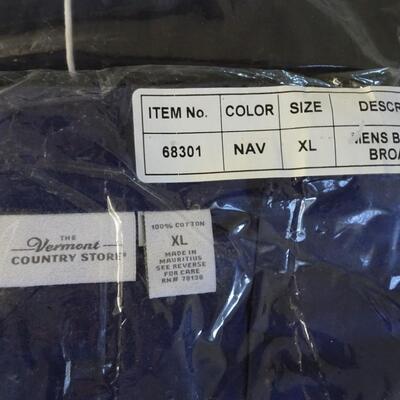 ITEM No. COLOR SIZE DESCR
68301 NAV XL MENS B
BROA
THE
Vermont
COUNTRY STORE®
100% COTTON
XL
MADE IN
MAURITIUS
SEE REVERSE
FOR CARE
RN# 78138